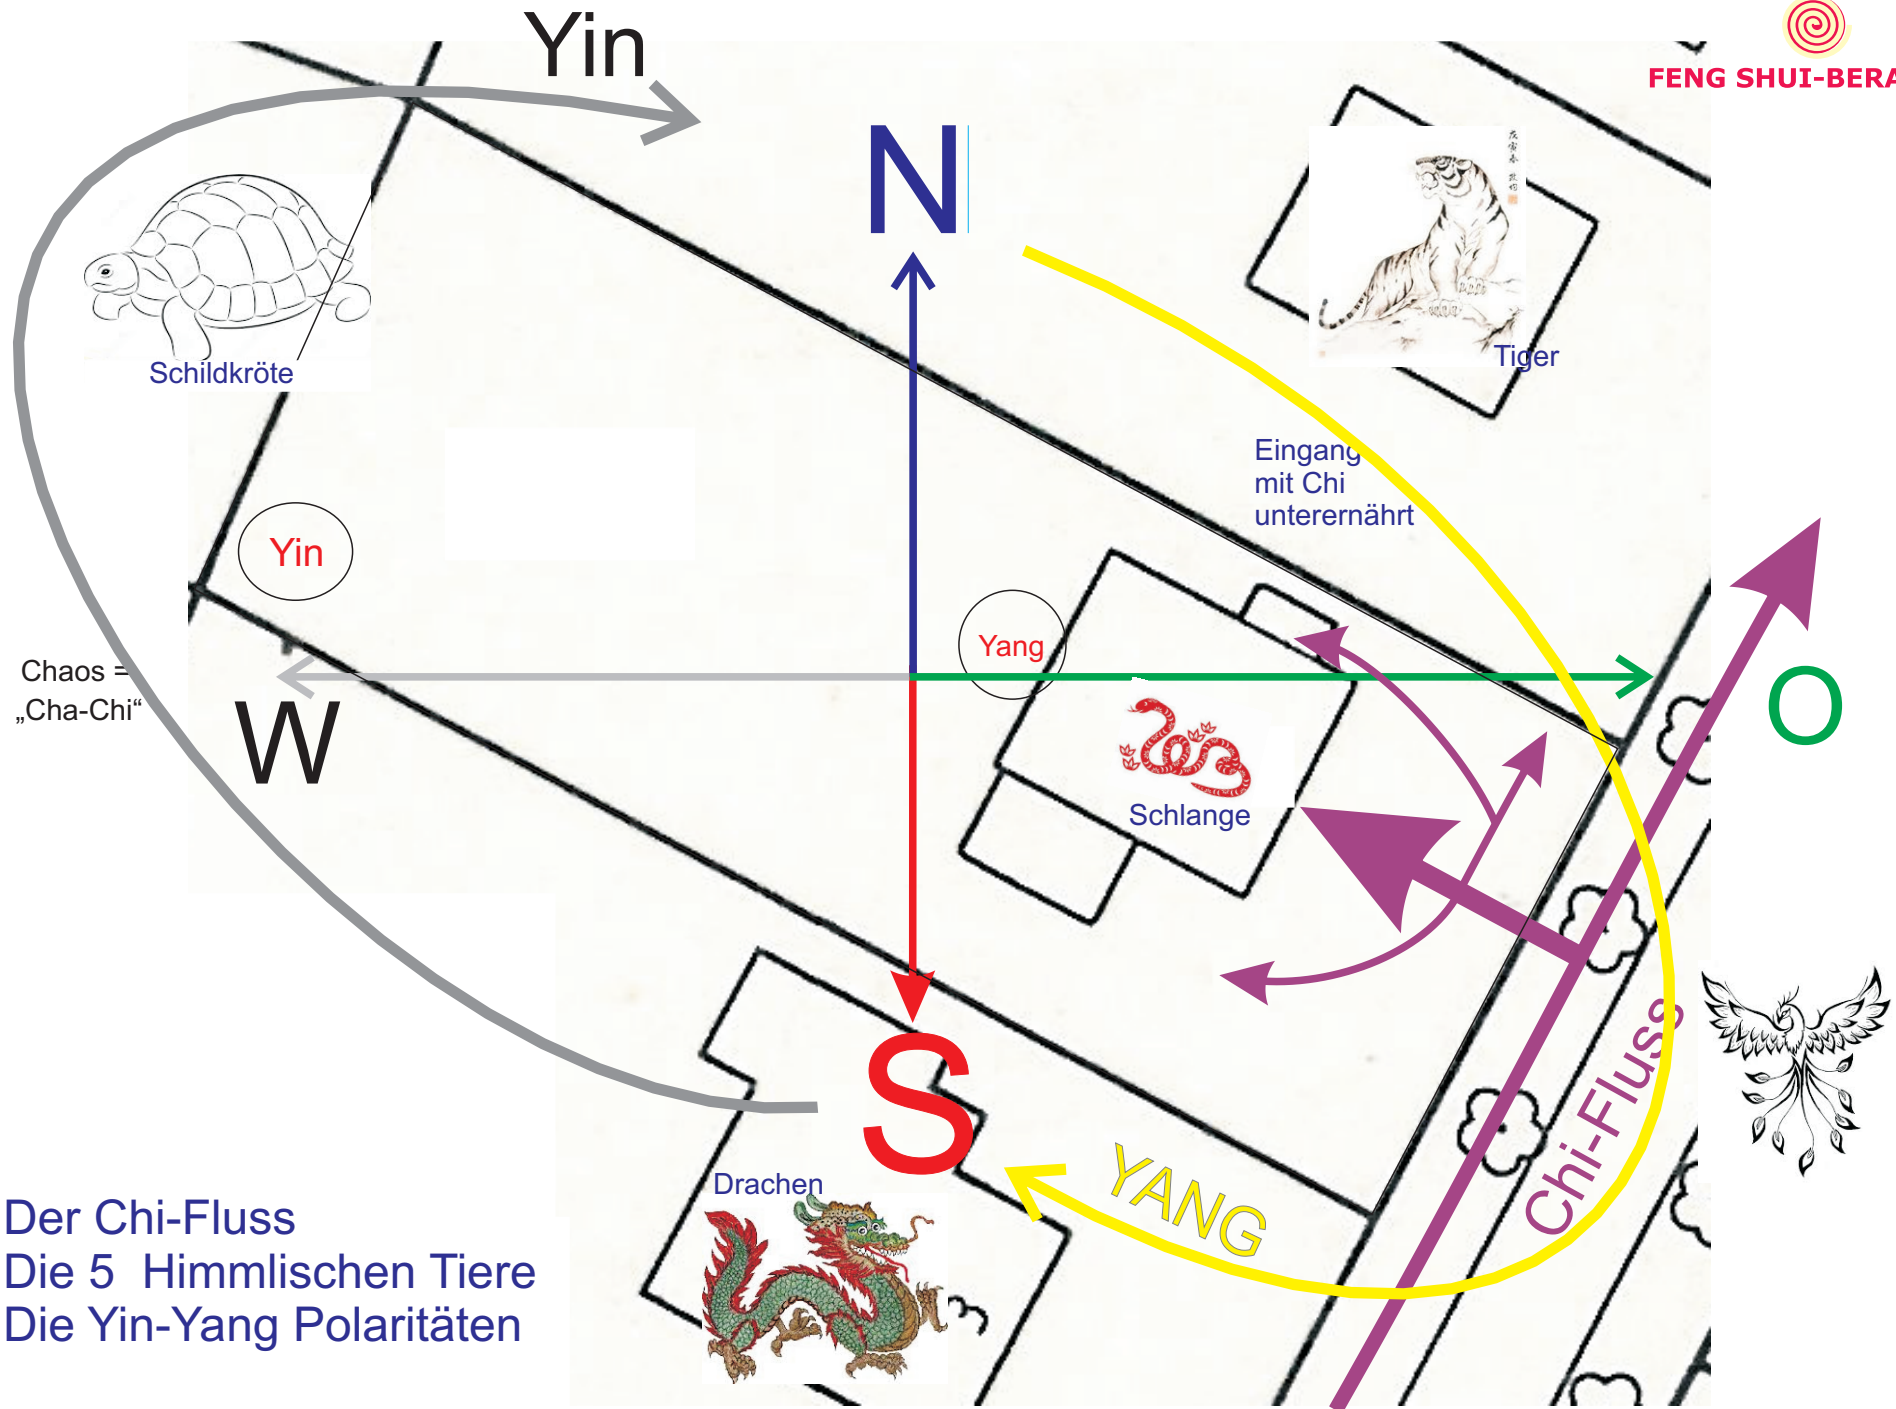 Yin
FENG SHUI-BERA
N
Schildkröte
Tiger
Eingang
mit Chi
unterernährt
Yin
Yang
Chaos =
„Cha-Chi“
W
O
Schlange
S
Chi-Fluss
YANG
Drachen
Der Chi-Fluss
Die 5 Himmlischen Tiere
Die Yin-Yang Polaritäten